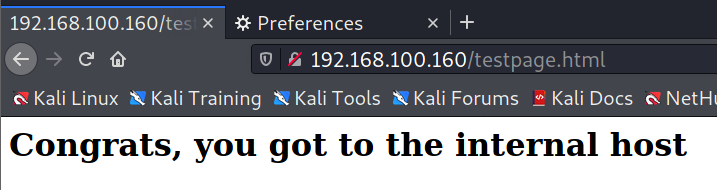 192.168.100.160/tes
Preferences
192.168.100.160/testpage.html
Kali Linux Kali Training Kali Tools Kali Forums Kali Docs NetHu
Congrats, you got to the internal host